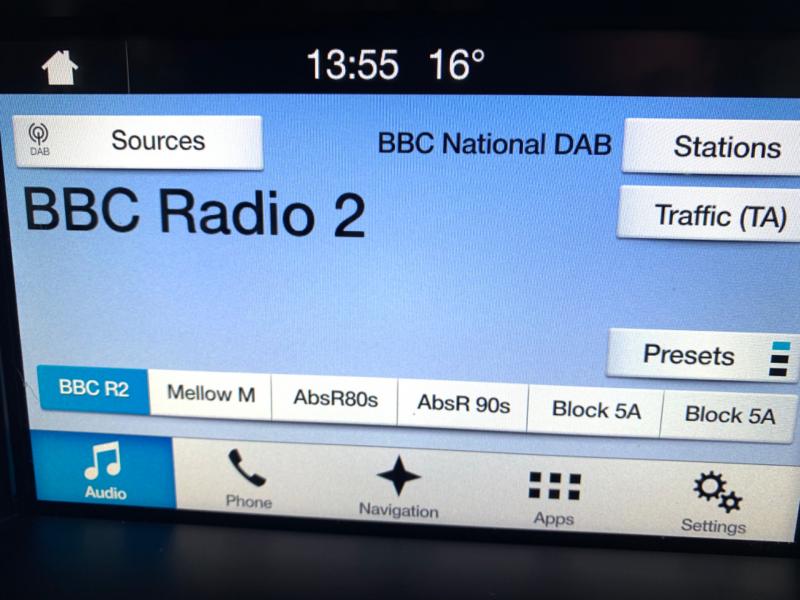 13:55 16°
DAB
Sources
BBC National DAB
Stations
BBC Radio 2
Traffic (TA)
Presets
BBC R2
Mellow M
AbsR80s
AbsR 90s
Block 5A
Block 5A
Audio
Phone
Navigation
Apps
Settings